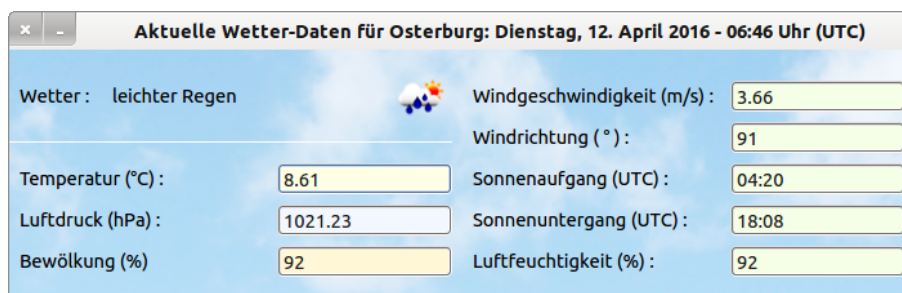 Aktuelle Wetter-Daten für Osterburg: Dienstag, 12. April 2016 - 06:46 Uhr (UTC)
Wetter : leichter Regen
Temperatur (°C) : 8.61
Luftdruck (hPa) : 1021.23
Bewölkung (%) 92
Windgeschwindigkeit (m/s) : 3.66
Windrichtung ( ° ) : 91
Sonnenaufgang (UTC) : 04:20
Sonnenuntergang (UTC) : 18:08
Luftfeuchtigkeit (%) : 92